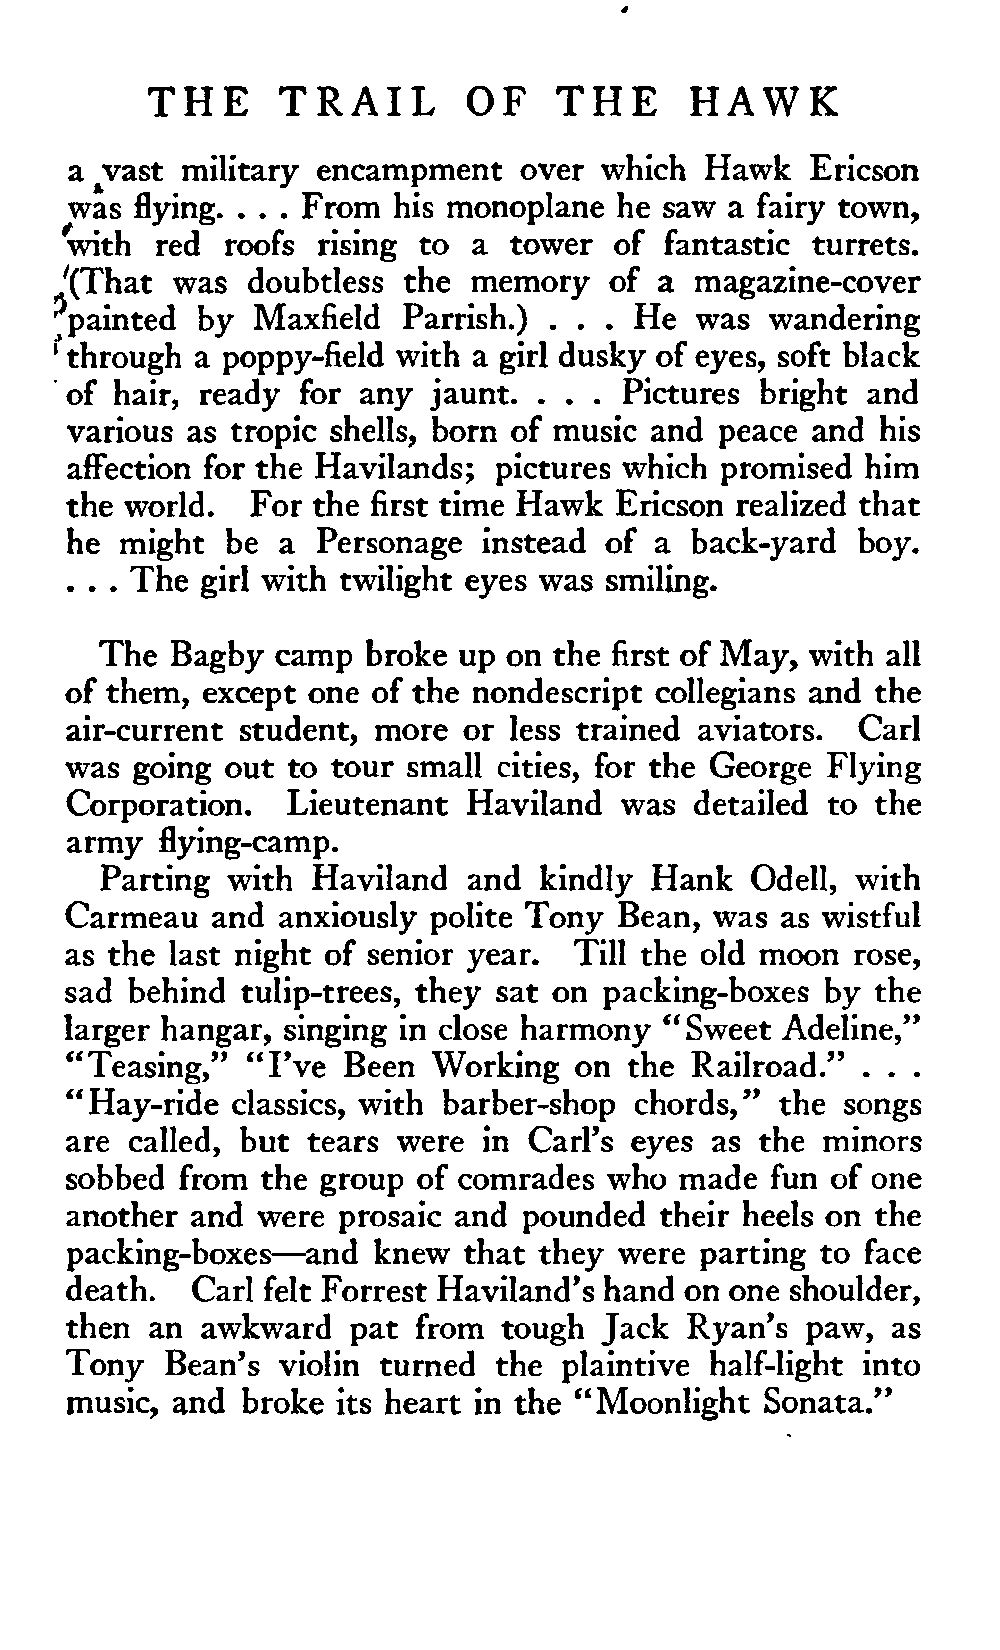 THE TRAIL OF THE HAWK
a vast military encampment over which Hawk Ericson
was flying. . . . From his monoplane he saw a fairy town,
with red roofs rising to a tower of fantastic turrets.
(That was doubtless the memory of a magazine-cover
painted by Maxfield Parrish.) . . . He was wandering
through a poppy-field with a girl dusky of eyes, soft black
of hair, ready for any jaunt. . . . Pictures bright and
various as tropic shells, born of music and peace and his
affection for the Havilands; pictures which promised him
the world. For the first time Hawk Ericson realized that
he might be a Personage instead of a back-yard boy.
. . . The girl with twilight eyes was smiling.
The Bagby camp broke up on the first of May, with all
of them, except one of the nondescript collegians and the
air-current student, more or less trained aviators. Carl
was going out to tour small cities, for the George Flying
Corporation. Lieutenant Haviland was detailed to the
army flying-camp.
Parting with Haviland and kindly Hank Odell, with
Carmeau and anxiously polite Tony Bean, was as wistful
as the last night of senior year. Till the old moon rose,
sad behind tulip-trees, they sat on packing-boxes by the
larger hangar, singing in close harmony "Sweet Adeline,"
"Teasing," "I've Been Working on the Railroad." . . .
"Hay-ride classics, with barber-shop chords," the songs
are called, but tears were in Carl's eyes as the minors
sobbed from the group of comrades who made fun of one
another and were prosaic and pounded their heels on the
packing-boxes—and knew that they were parting to face
death. Carl felt Forrest Haviland's hand on one shoulder,
then an awkward pat from tough Jack Ryan's paw, as
Tony Bean's violin turned the plaintive half-light into
music, and broke its heart in the "Moonlight Sonata."